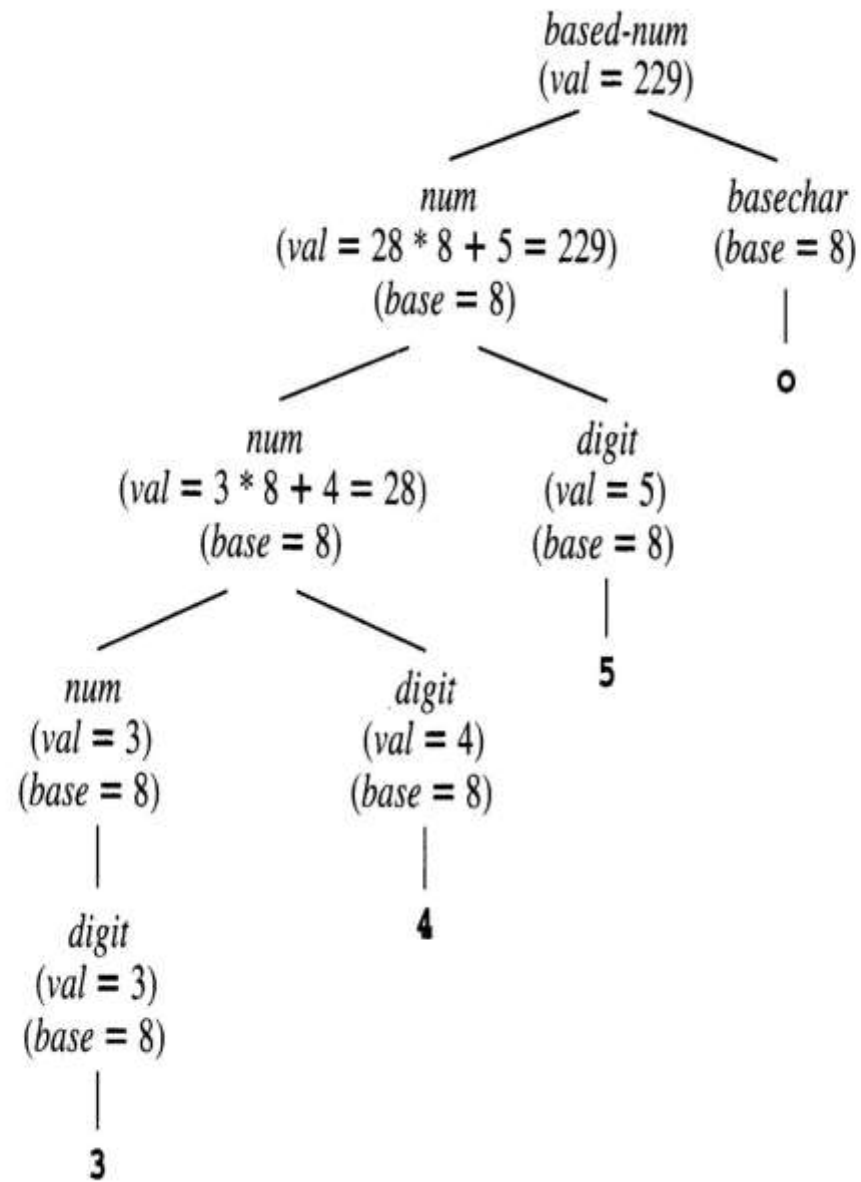 based-num
(val = 229)
num
(val = 28 * 8 + 5 = 229)
(base = 8)
basechar
(base = 8)
o
num
(val = 3 * 8 + 4 = 28)
(base = 8)
digit
(val = 5)
(base = 8)
5
num
(val = 3)
(base = 8)
digit
(val = 4)
(base = 8)
4
digit
(val = 3)
(base = 8)
3